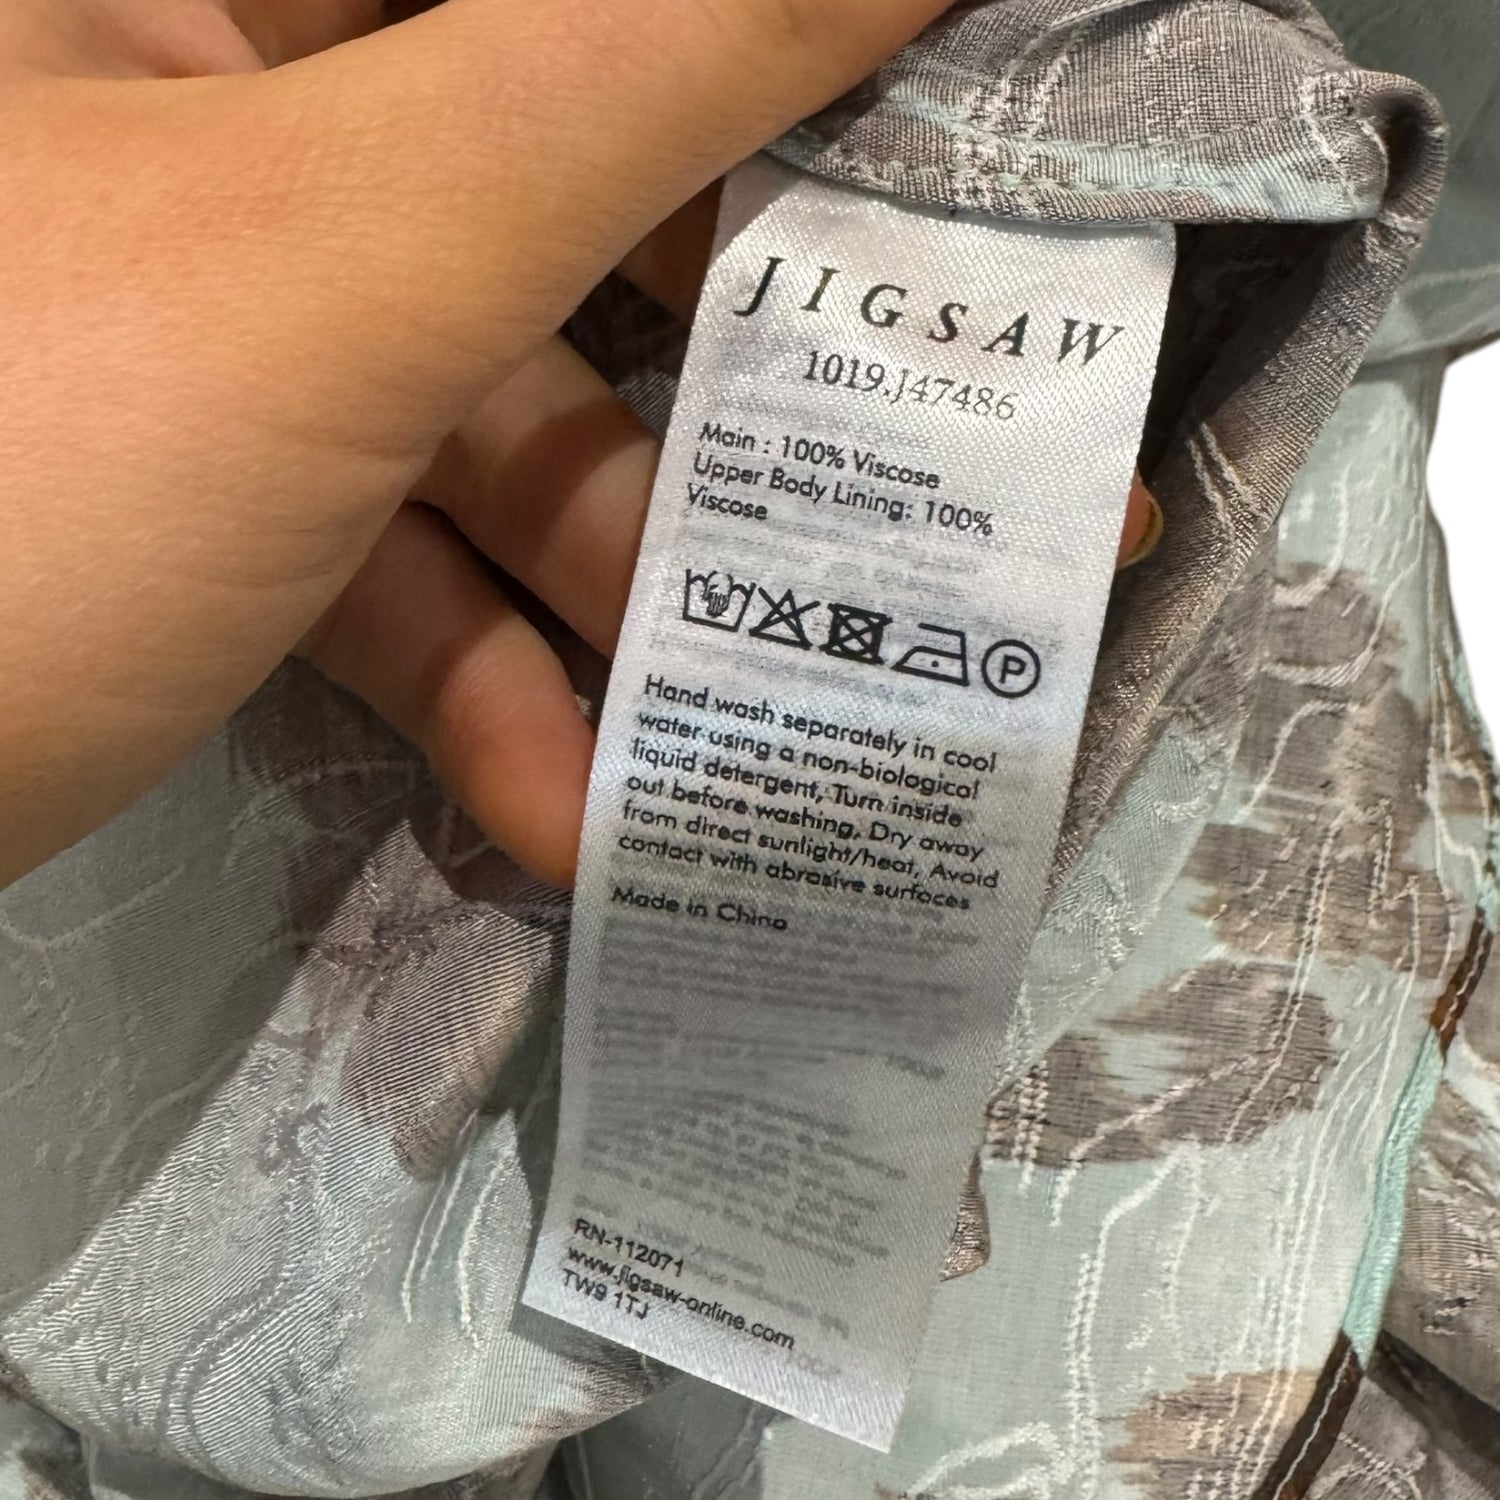 JIGSAW
1019.J47486
Main : 100% Viscose
Upper Body Lining: 100%
Viscose
P
Hand wash separately in cool
water using a non-biological
liquid detergent, Turn inside
out before washing, Dry away
from direct sunlight/heat, Avoid
contact with abrasive surfaces
Made in China
RN-112071
www.jigsaw-online.com
TW9 1TJ